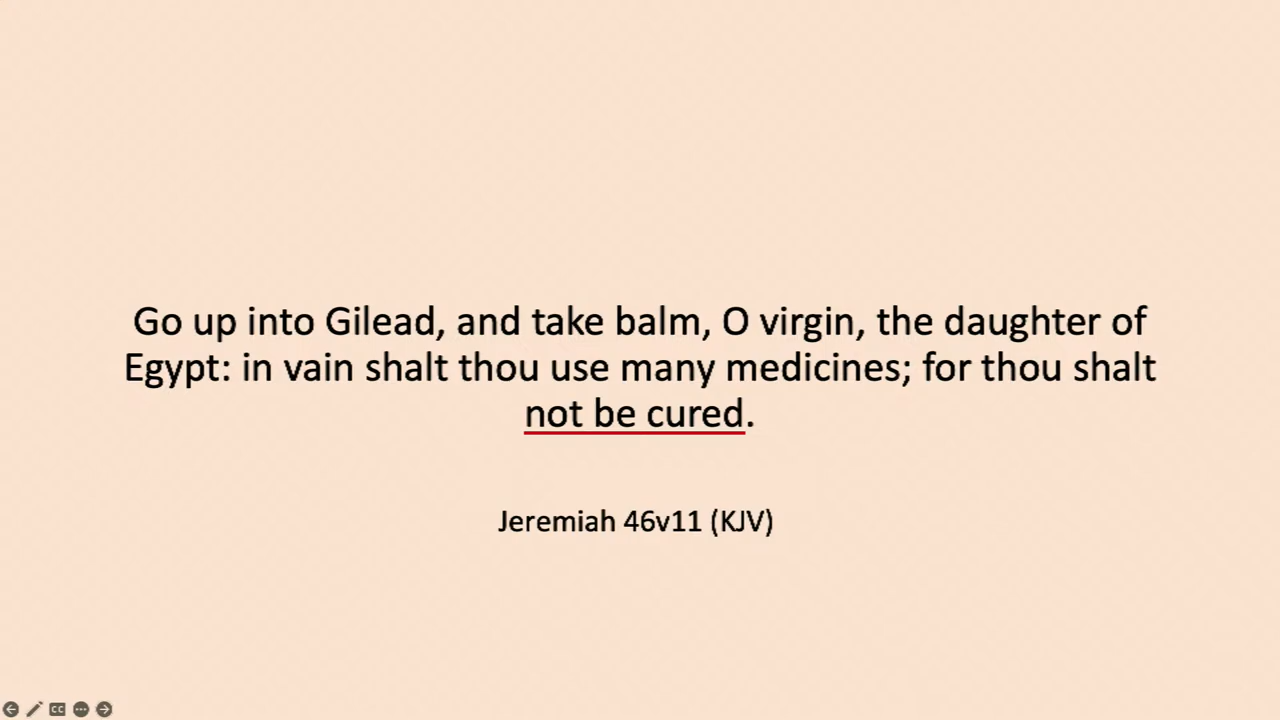 Go up into Gilead, and take balm, O virgin, the daughter of
Egypt: in vain shalt thou use many medicines; for thou shalt
not be cured.
Jeremiah 46v11 (KJV)
CC